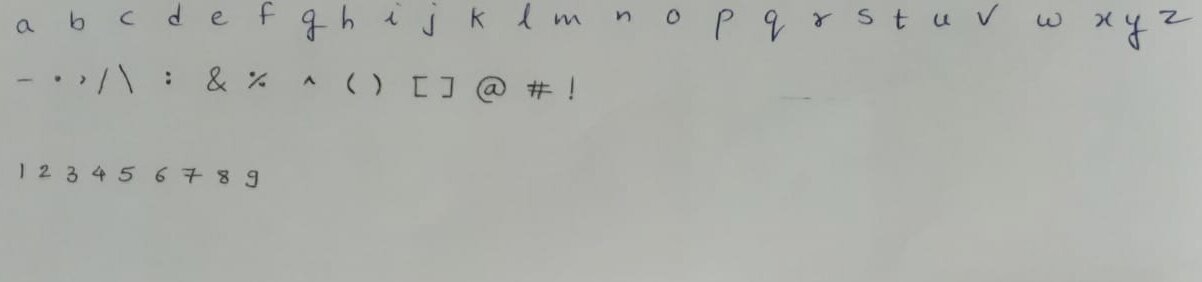 a b c d e f g h i j k l m n o p q r s t u v w x y z
- . , / \ : & % ^ ( ) [ ] @ # !
1 2 3 4 5 6 7 8 9